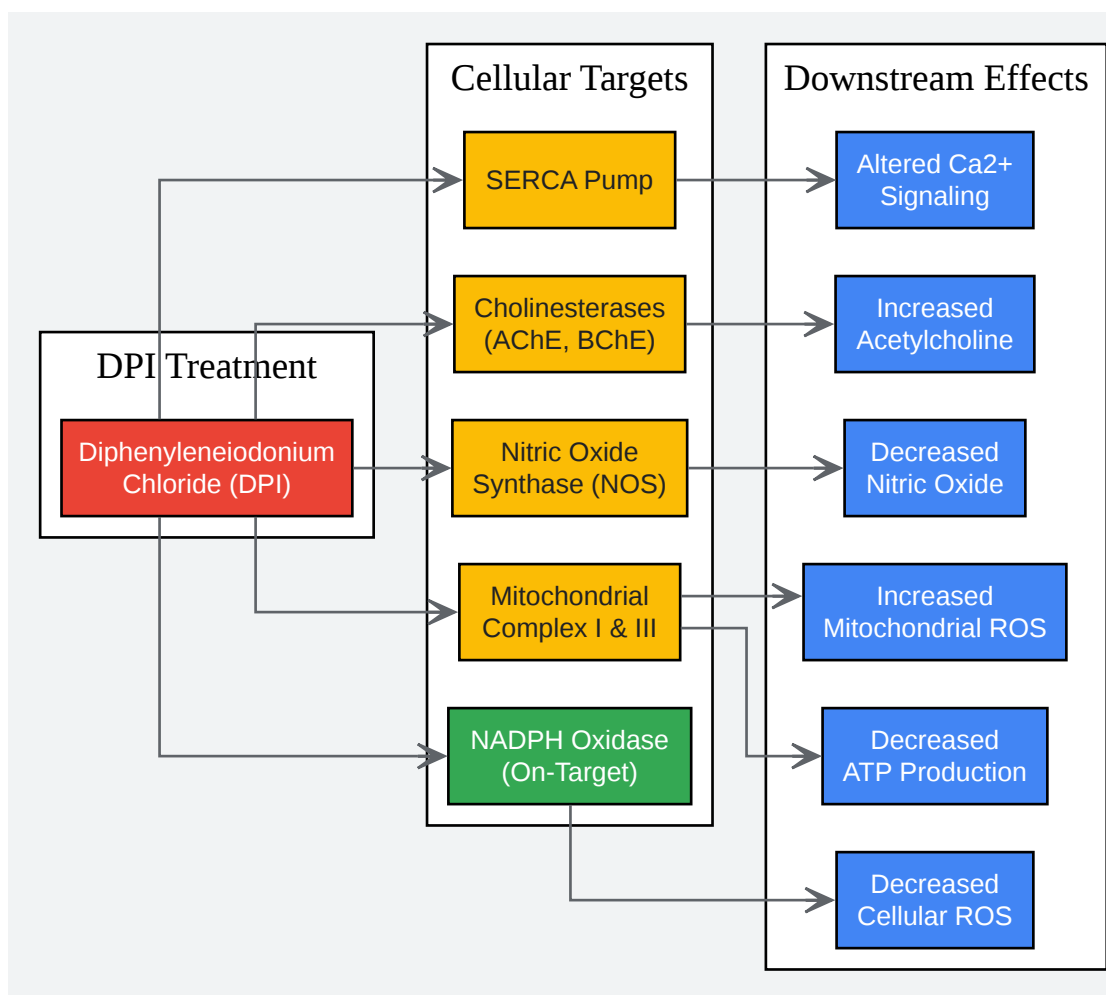 DPI Treatment
Diphenyleneiodonium
Chloride (DPI)
Cellular Targets
SERCA Pump
Cholinesterases
(AChE, BChE)
Nitric Oxide
Synthase (NOS)
Mitochondrial
Complex I & III
NADPH Oxidase
(On-Target)
Downstream Effects
Altered Ca2+
Signaling
Increased
Acetylcholine
Decreased
Nitric Oxide
Increased
Mitochondrial ROS
Decreased
ATP Production
Decreased
Cellular ROS